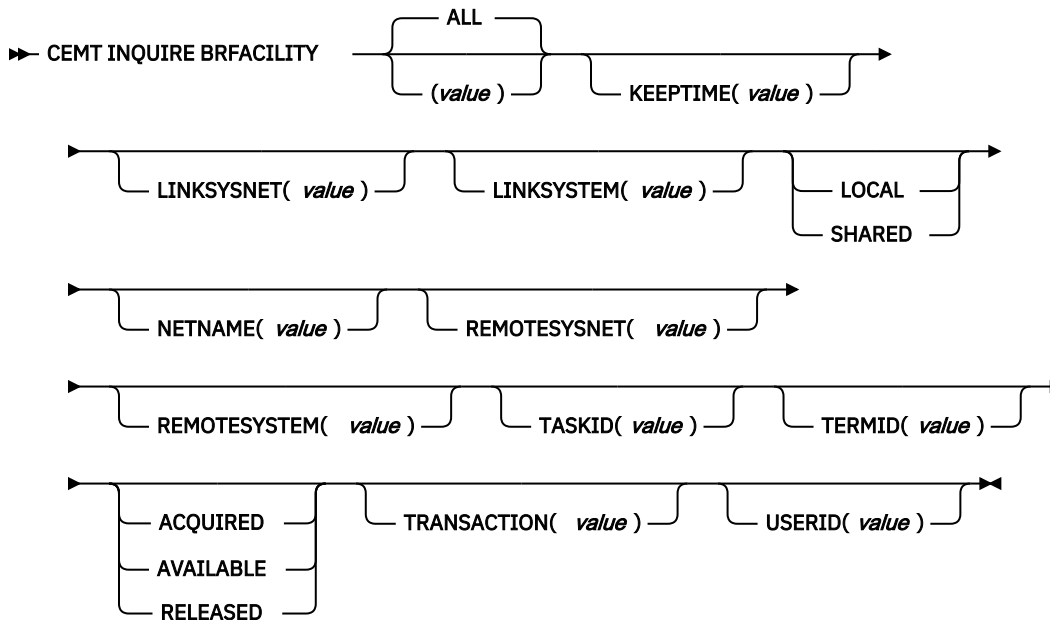 ALL
CEMT INQUIRE BRFACILITY
(value )
KEEPTIME( value )
LINKSYSNET( value )
LINKSYSTEM( value )
LOCAL
SHARED
NETNAME( value )
REMOTESYSNET( value )
REMOTESYSTEM( value )
TASKID( value )
TERMID( value )
ACQUIRED
TRANSACTION( value )
USERID( value )
AVAILABLE
RELEASED